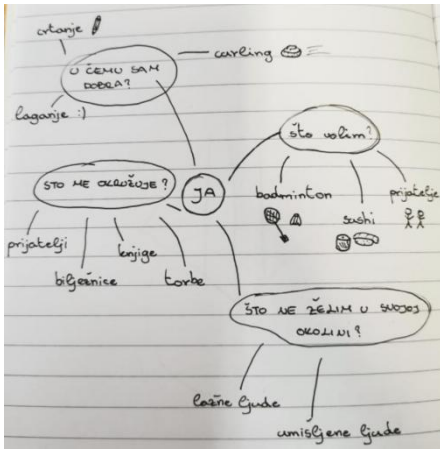 crtanje
U ČEMU SAM
DOBRA?
curling
laganje :)
što volim?
badminton
sushi
prijatelje
JA
ŠTO ME OKRUŽUJE?
prijatelji
bilježnice
knjige
torbe
ŠTO NE ŽELIM U SVOJOJ
OKOLINI?
lažne ljude
umišljene ljude